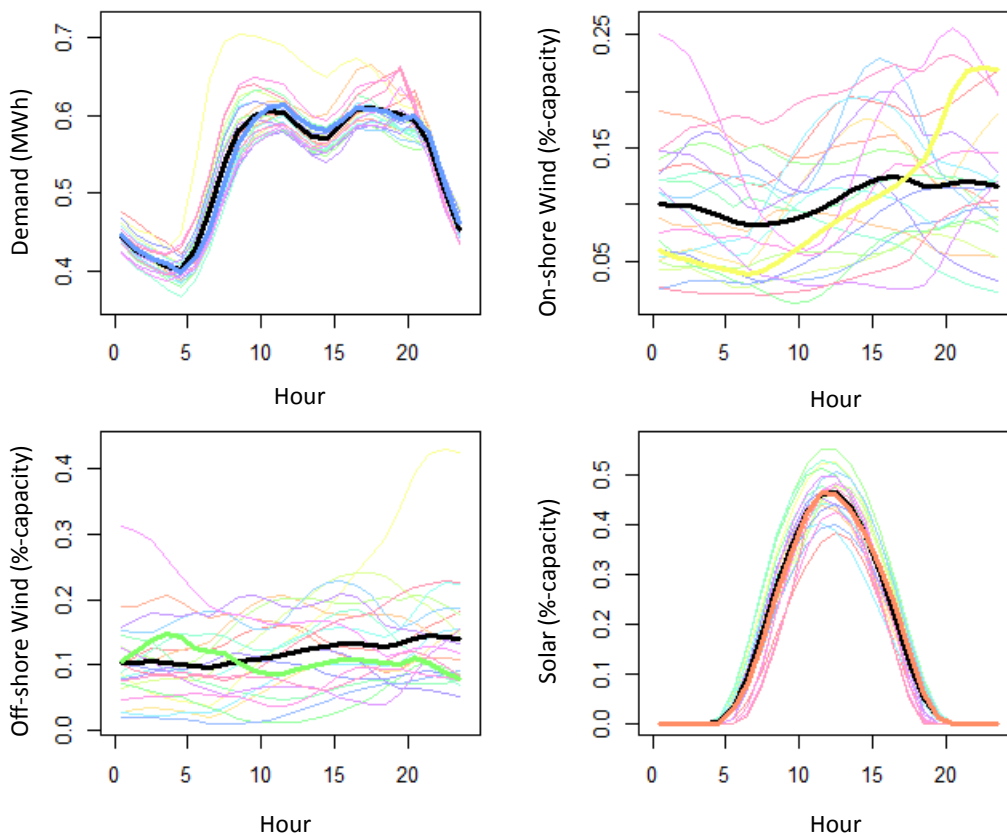 Demand (MWh)
0.7
0.6
0.5
0.4
0 5 10 15 20
Hour
On-shore Wind (%-capacity)
0.25
0.15
0.05
0 5 10 15 20
Hour
Off-shore Wind (%-capacity)
0.4
0.3
0.2
0.1
0.0
0 5 10 15 20
Hour
Solar (%-capacity)
0.5
0.4
0.3
0.2
0.1
0.0
0 5 10 15 20
Hour